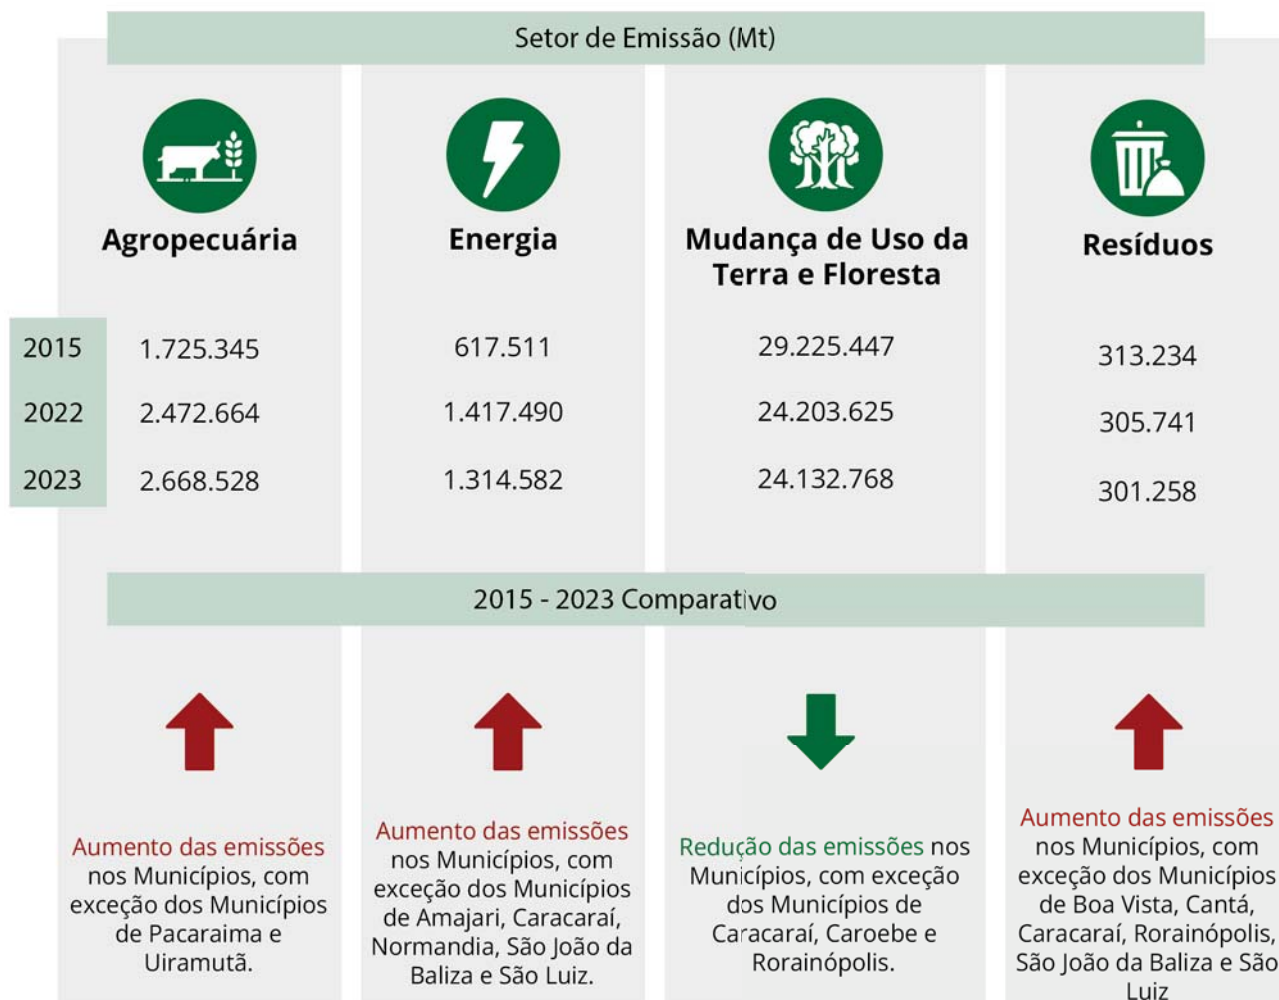 Setor de Emissão (Mt)
Agropecuária
Energia
Mudança de Uso da
Terra e Floresta
Resíduos
2015 1.725.345 617.511 29.225.447 313.234
2022 2.472.664 1.417.490 24.203.625 305.741
2023 2.668.528 1.314.582 24.132.768 301.258
2015 - 2023 Comparativo
Aumento das emissões
nos Municípios, com
exceção dos Municípios
de Pacaraima e
Uiramutã.
Aumento das emissões
nos Municípios, com
exceção dos Municípios
de Amajari, Caracaraí,
Normandia, São João da
Baliza e São Luiz.
Redução das emissões nos
Municípios, com exceção
dos Municípios de
Caracaraí, Caroebe e
Rorainópolis.
Aumento das emissões
nos Municípios, com
exceção dos Municípios
de Boa Vista, Cantá,
Caracaraí, Rorainópolis,
São João da Baliza e São
Luiz